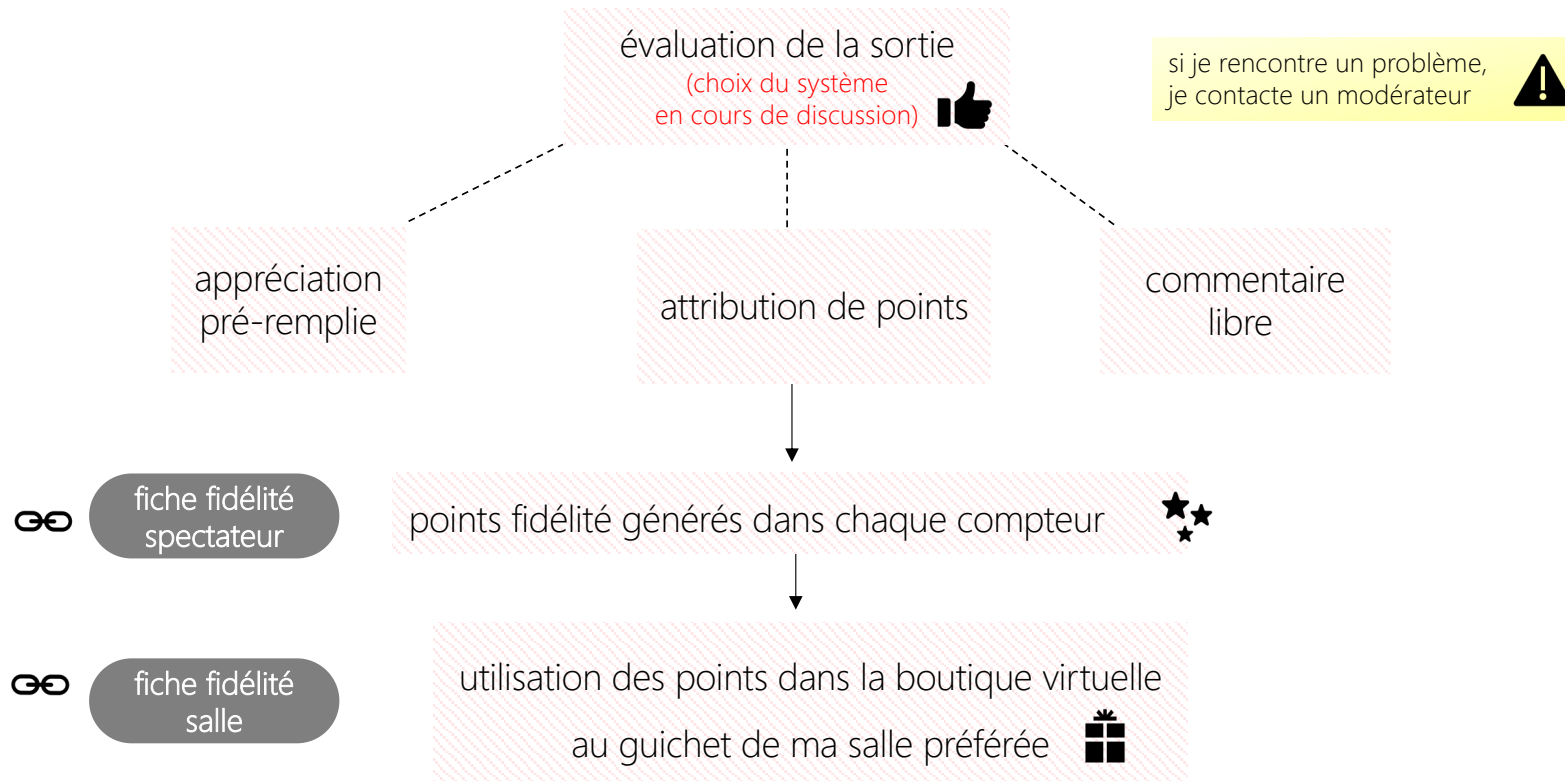 évaluation de la sortie
(choix du système
en cours de discussion)
si je rencontre un problème,
je contacte un modérateur
appréciation
pré-remplie
attribution de points
commentaire
libre
fiche fidélité
spectateur
points fidélité générés dans chaque compteur
fiche fidélité
salle
utilisation des points dans la boutique virtuelle
au guichet de ma salle préférée